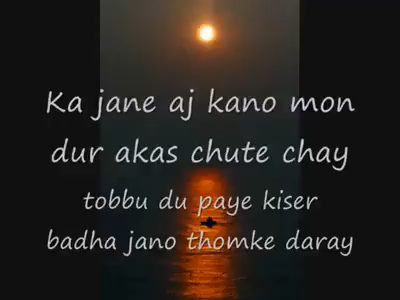 Ka jane aj kano mon
dur akas chute chay
tobbu du paye kiser
badha jano thomke daray